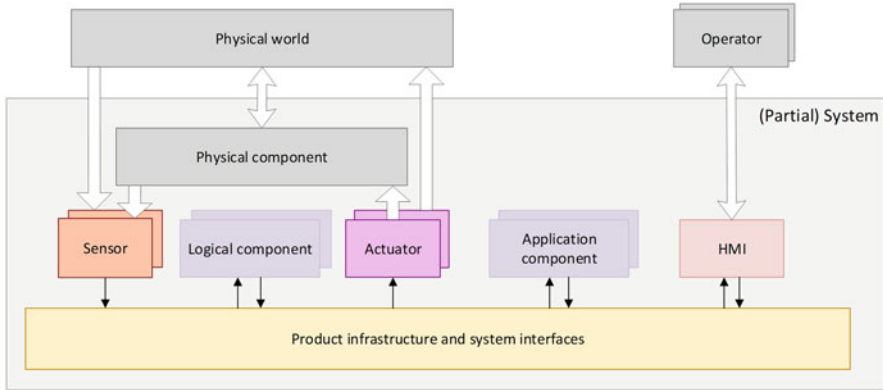 Physical world
Operator
(Partial) System
Physical component
Sensor
Logical component
Actuator
Application
component
HMI
Product infrastructure and system interfaces